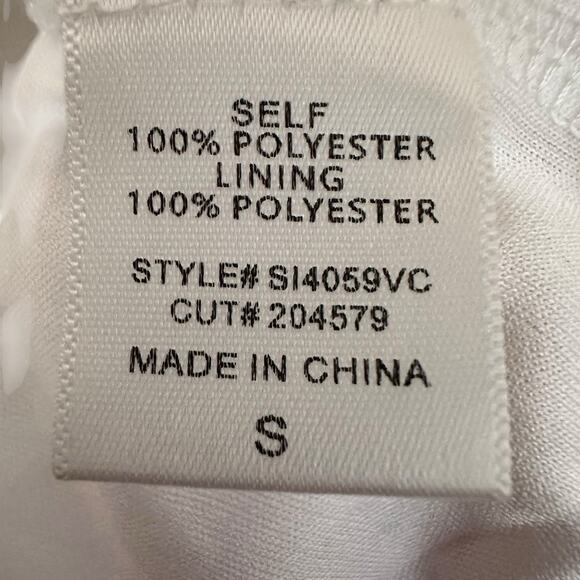 SELF
100% POLYESTER
LINING
100% POLYESTER
STYLE# SI4059VC
CUT# 204579
MADE IN CHINA
S